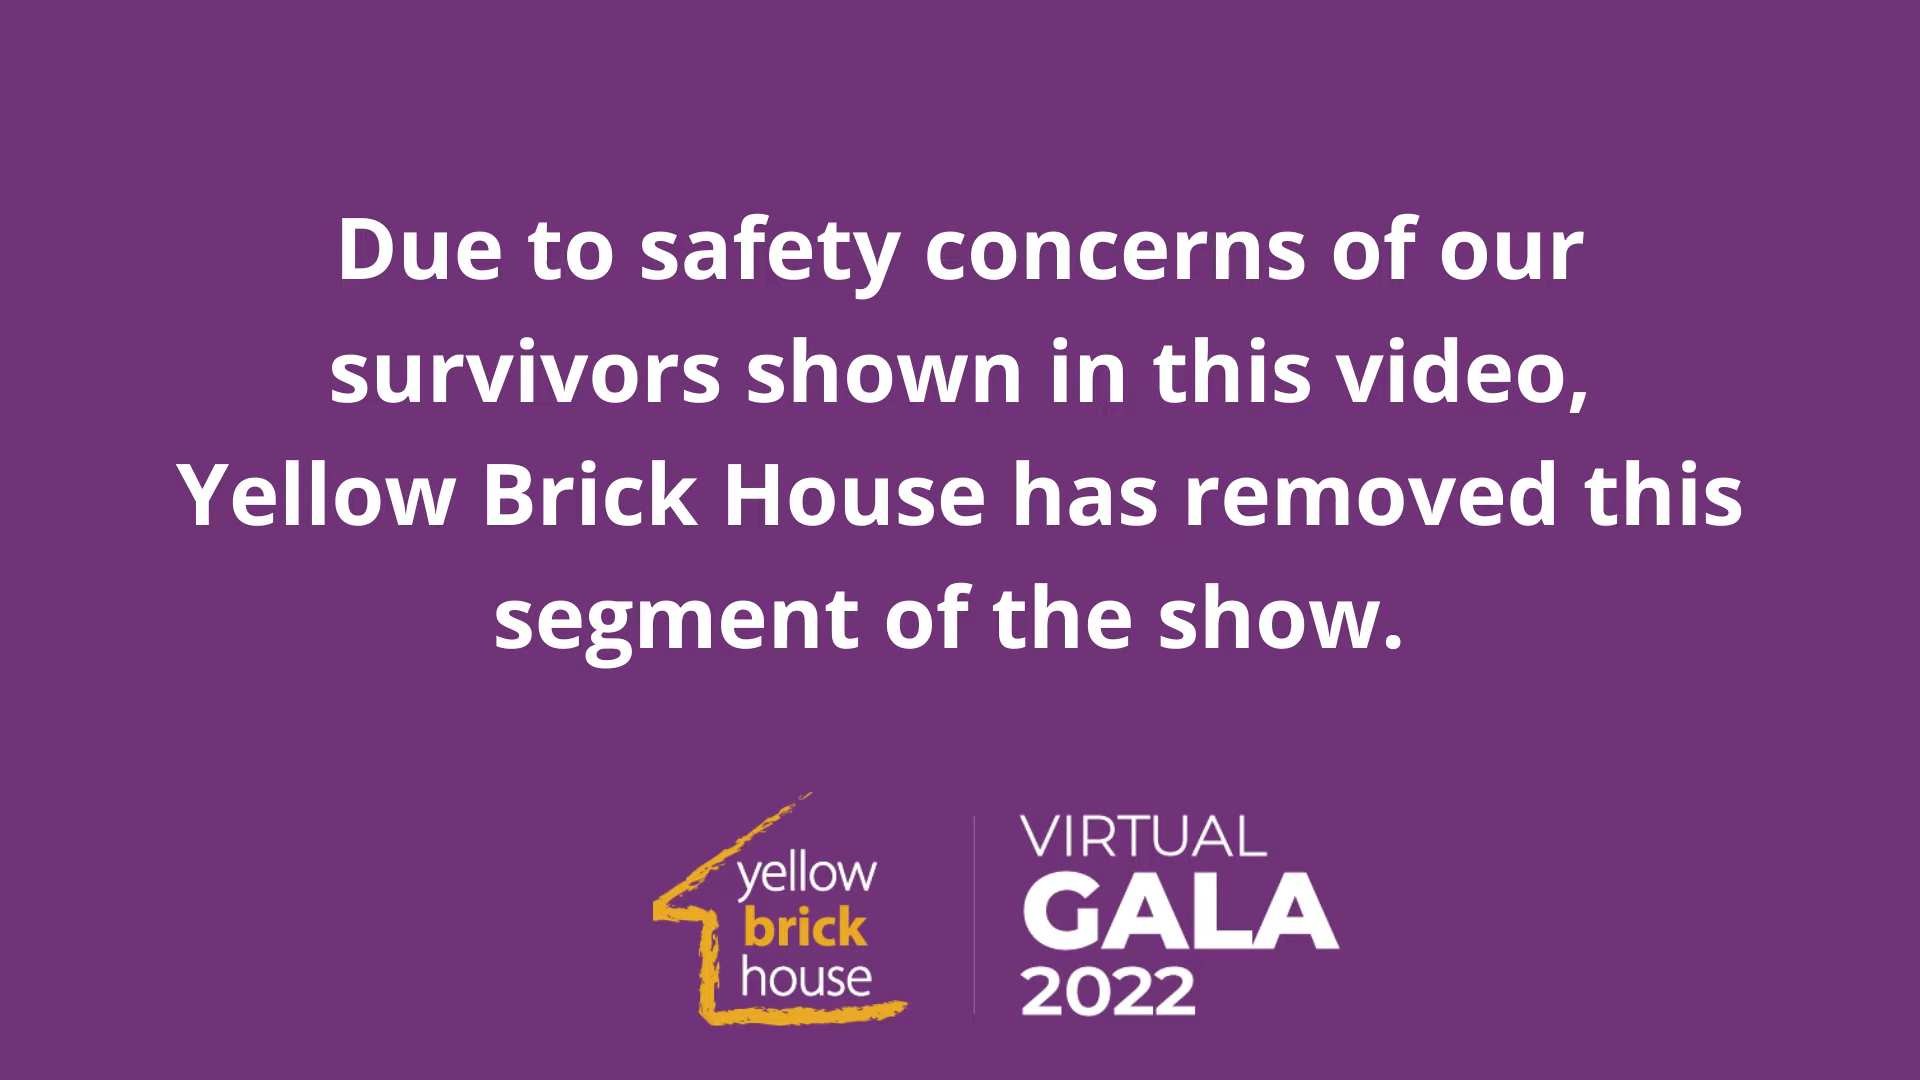 Due to safety concerns of our
survivors shown in this video,
Yellow Brick House has removed this
segment of the show.
yellow
brick
house
VIRTUAL
GALA
2022